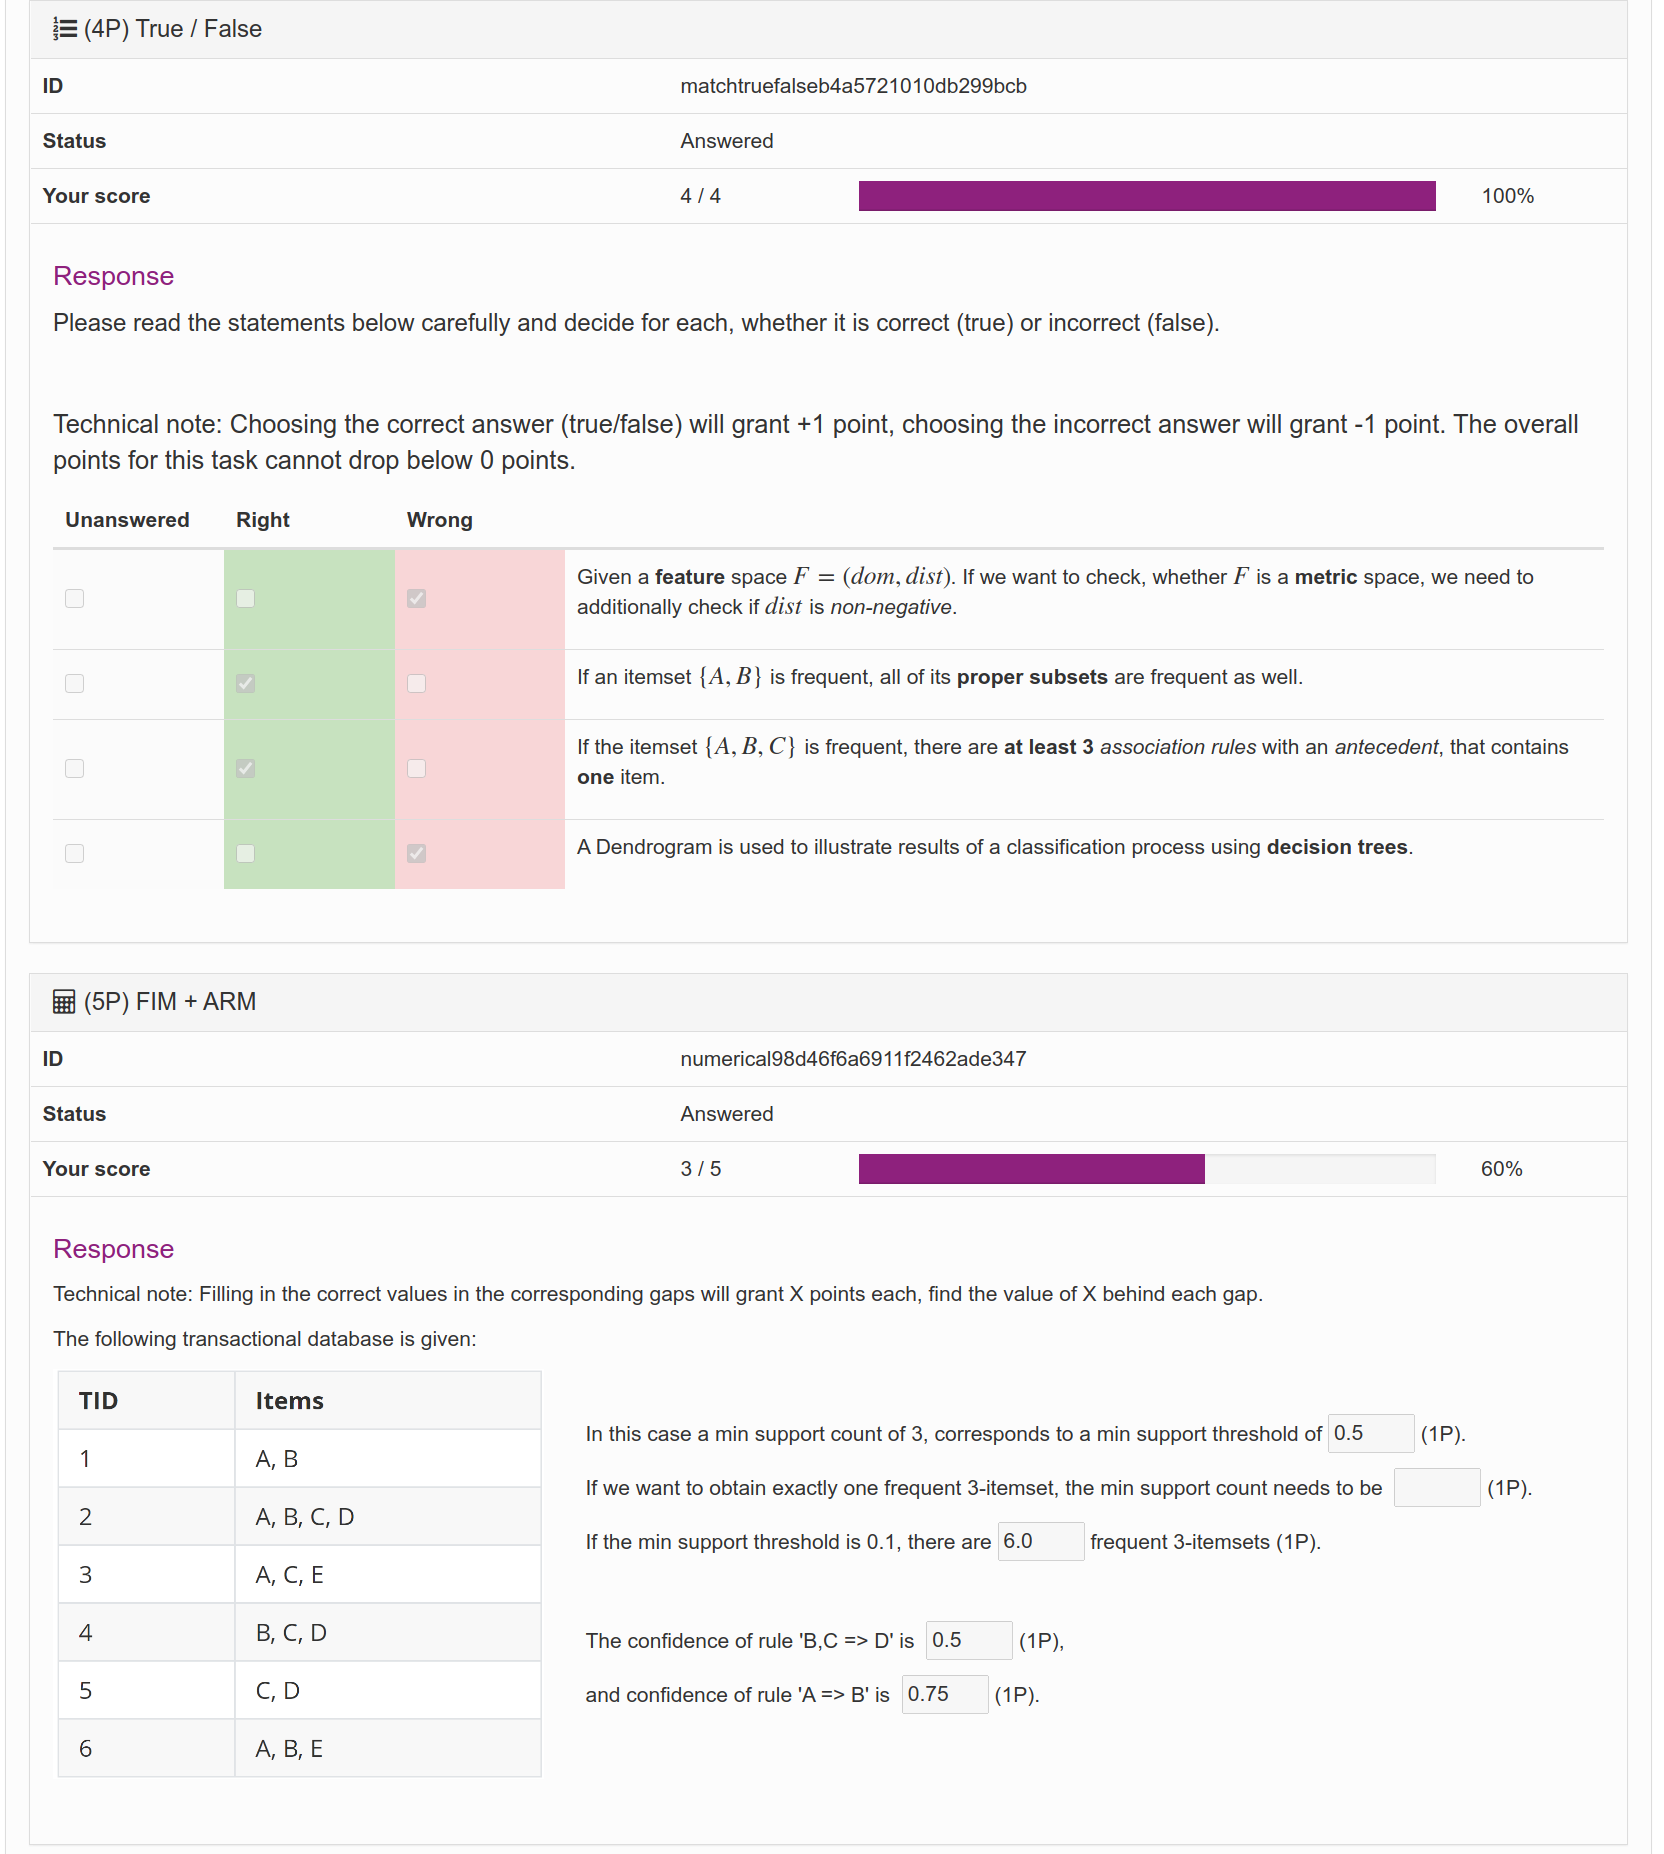 (4P) True / False
ID matchtruefalseb4a5721010db299bcb
Status Answered
Your score 4 / 4 100%
Response
Please read the statements below carefully and decide for each, whether it is correct (true) or incorrect (false).
Technical note: Choosing the correct answer (true/false) will grant +1 point, choosing the incorrect answer will grant -1 point. The overall
points for this task cannot drop below 0 points.
Unanswered Right Wrong
Given a feature space F = (dom, dist). If we want to check, whether F is a metric space, we need to
additionally check if dist is non-negative.
If an itemset {A, B} is frequent, all of its proper subsets are frequent as well.
If the itemset {A, B, C} is frequent, there are at least 3 association rules with an antecedent, that contains
one item.
A Dendrogram is used to illustrate results of a classification process using decision trees.
(5P) FIM + ARM
ID numerical98d46f6a6911f2462ade347
Status Answered
Your score 3 / 5 60%
Response
Technical note: Filling in the correct values in the corresponding gaps will grant X points each, find the value of X behind each gap.
The following transactional database is given:
TID Items
1 A, B
2 A, B, C, D
3 A, C, E
4 B, C, D
5 C, D
6 A, B, E
In this case a min support count of 3, corresponds to a min support threshold of 0.5 (1P).
If we want to obtain exactly one frequent 3-itemset, the min support count needs to be (1P).
If the min support threshold is 0.1, there are 6.0 frequent 3-itemsets (1P).
The confidence of rule 'B,C => D' is 0.5 (1P),
and confidence of rule 'A => B' is 0.75 (1P).